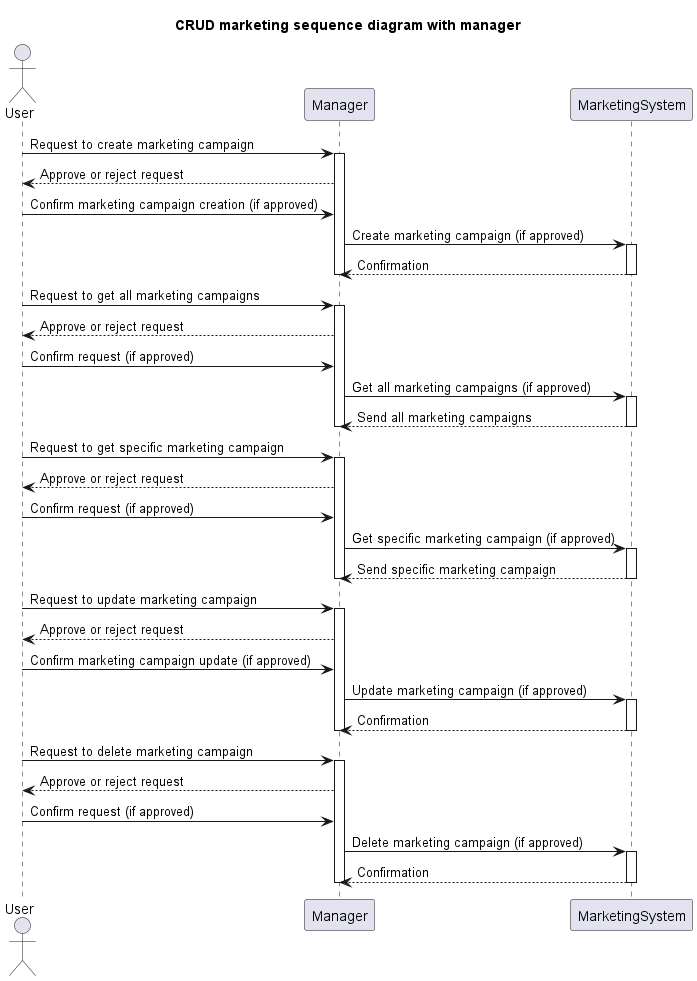 CRUD marketing sequence diagram with manager
User
Manager
MarketingSystem
Request to create marketing campaign
Approve or reject request
Confirm marketing campaign creation (if approved)
Create marketing campaign (if approved)
Confirmation
Request to get all marketing campaigns
Approve or reject request
Confirm request (if approved)
Get all marketing campaigns (if approved)
Send all marketing campaigns
Request to get specific marketing campaign
Approve or reject request
Confirm request (if approved)
Get specific marketing campaign (if approved)
Send specific marketing campaign
Request to update marketing campaign
Approve or reject request
Confirm marketing campaign update (if approved)
Update marketing campaign (if approved)
Confirmation
Request to delete marketing campaign
Approve or reject request
Confirm request (if approved)
Delete marketing campaign (if approved)
Confirmation
User
Manager
MarketingSystem